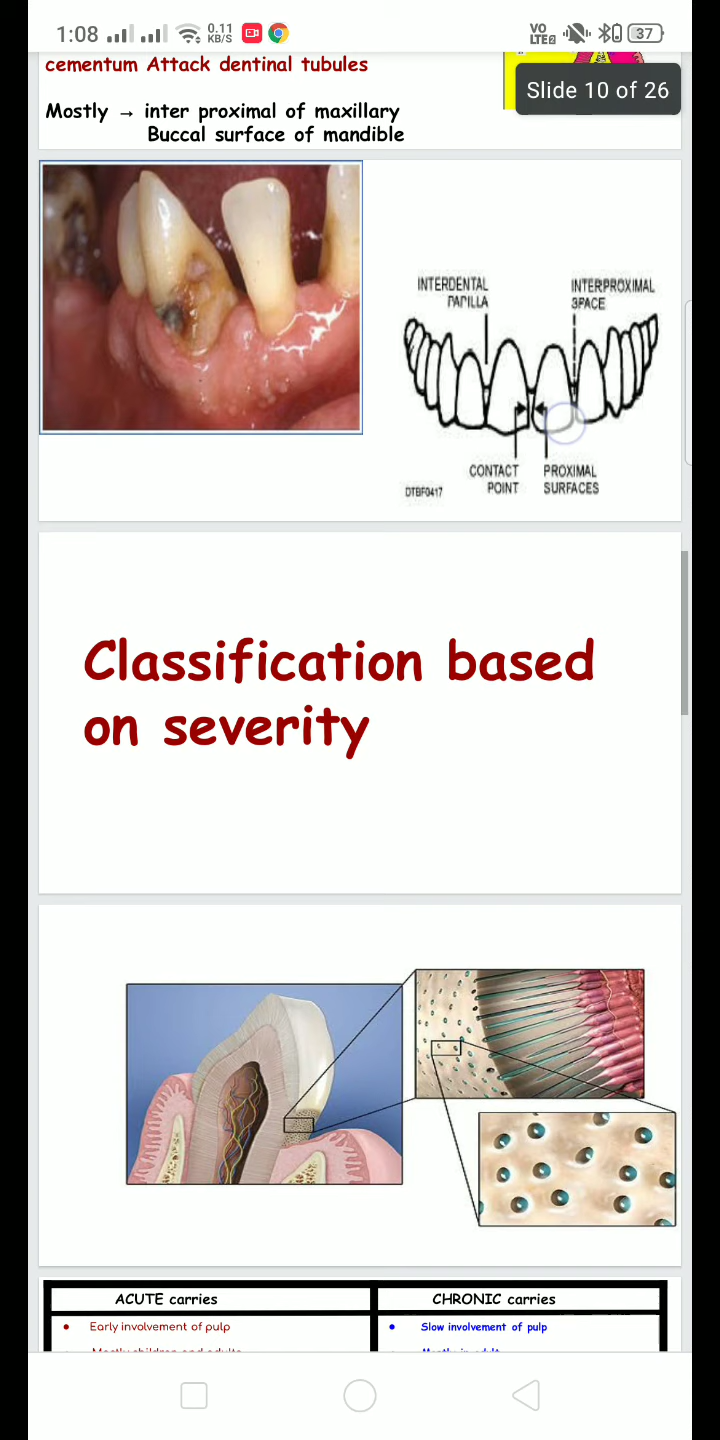 1:08
0.11
KB/S
VO
LTE2
37
cementum Attack dentinal tubules
Slide 10 of 26
Mostly → inter proximal of maxillary
Buccal surface of mandible
INTERDENTAL
PAPILLA
INTERPROXIMAL
SPACE
CONTACT
POINT
PROXIMAL
SURFACES
DTBF0417
Classification based
on severity
ACUTE carries
CHRONIC carries
• Early involvement of pulp
• Slow involvement of pulp